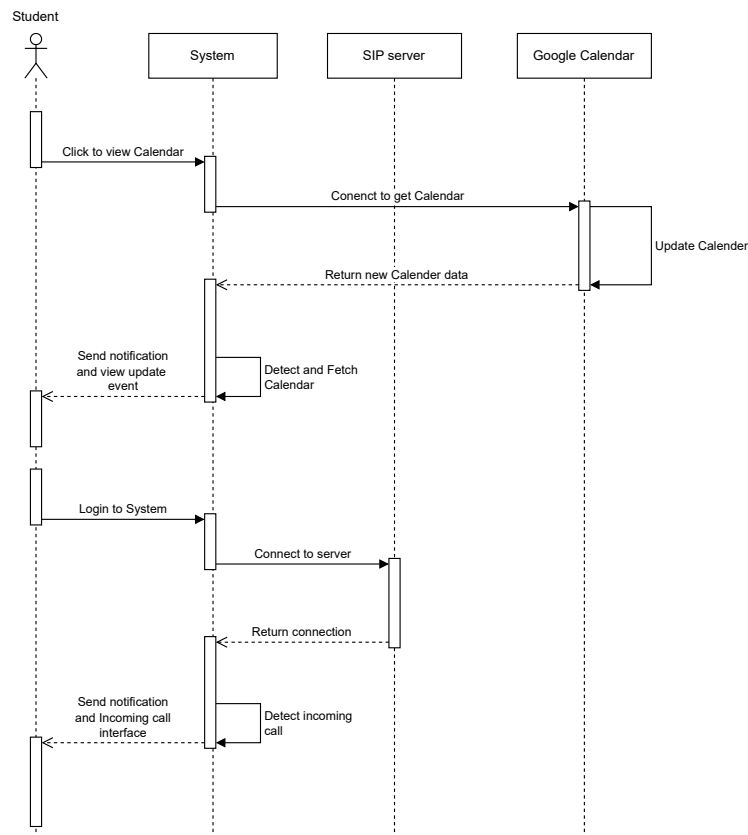 Student
System
SIP server
Google Calendar
Click to view Calendar
Conenct to get Calendar
Update Calender
Return new Calender data
Send notification
and view update
event
Detect and Fetch
Calendar
Login to System
Connect to server
Return connection
Send notification
and Incoming call
interface
Detect incoming
call